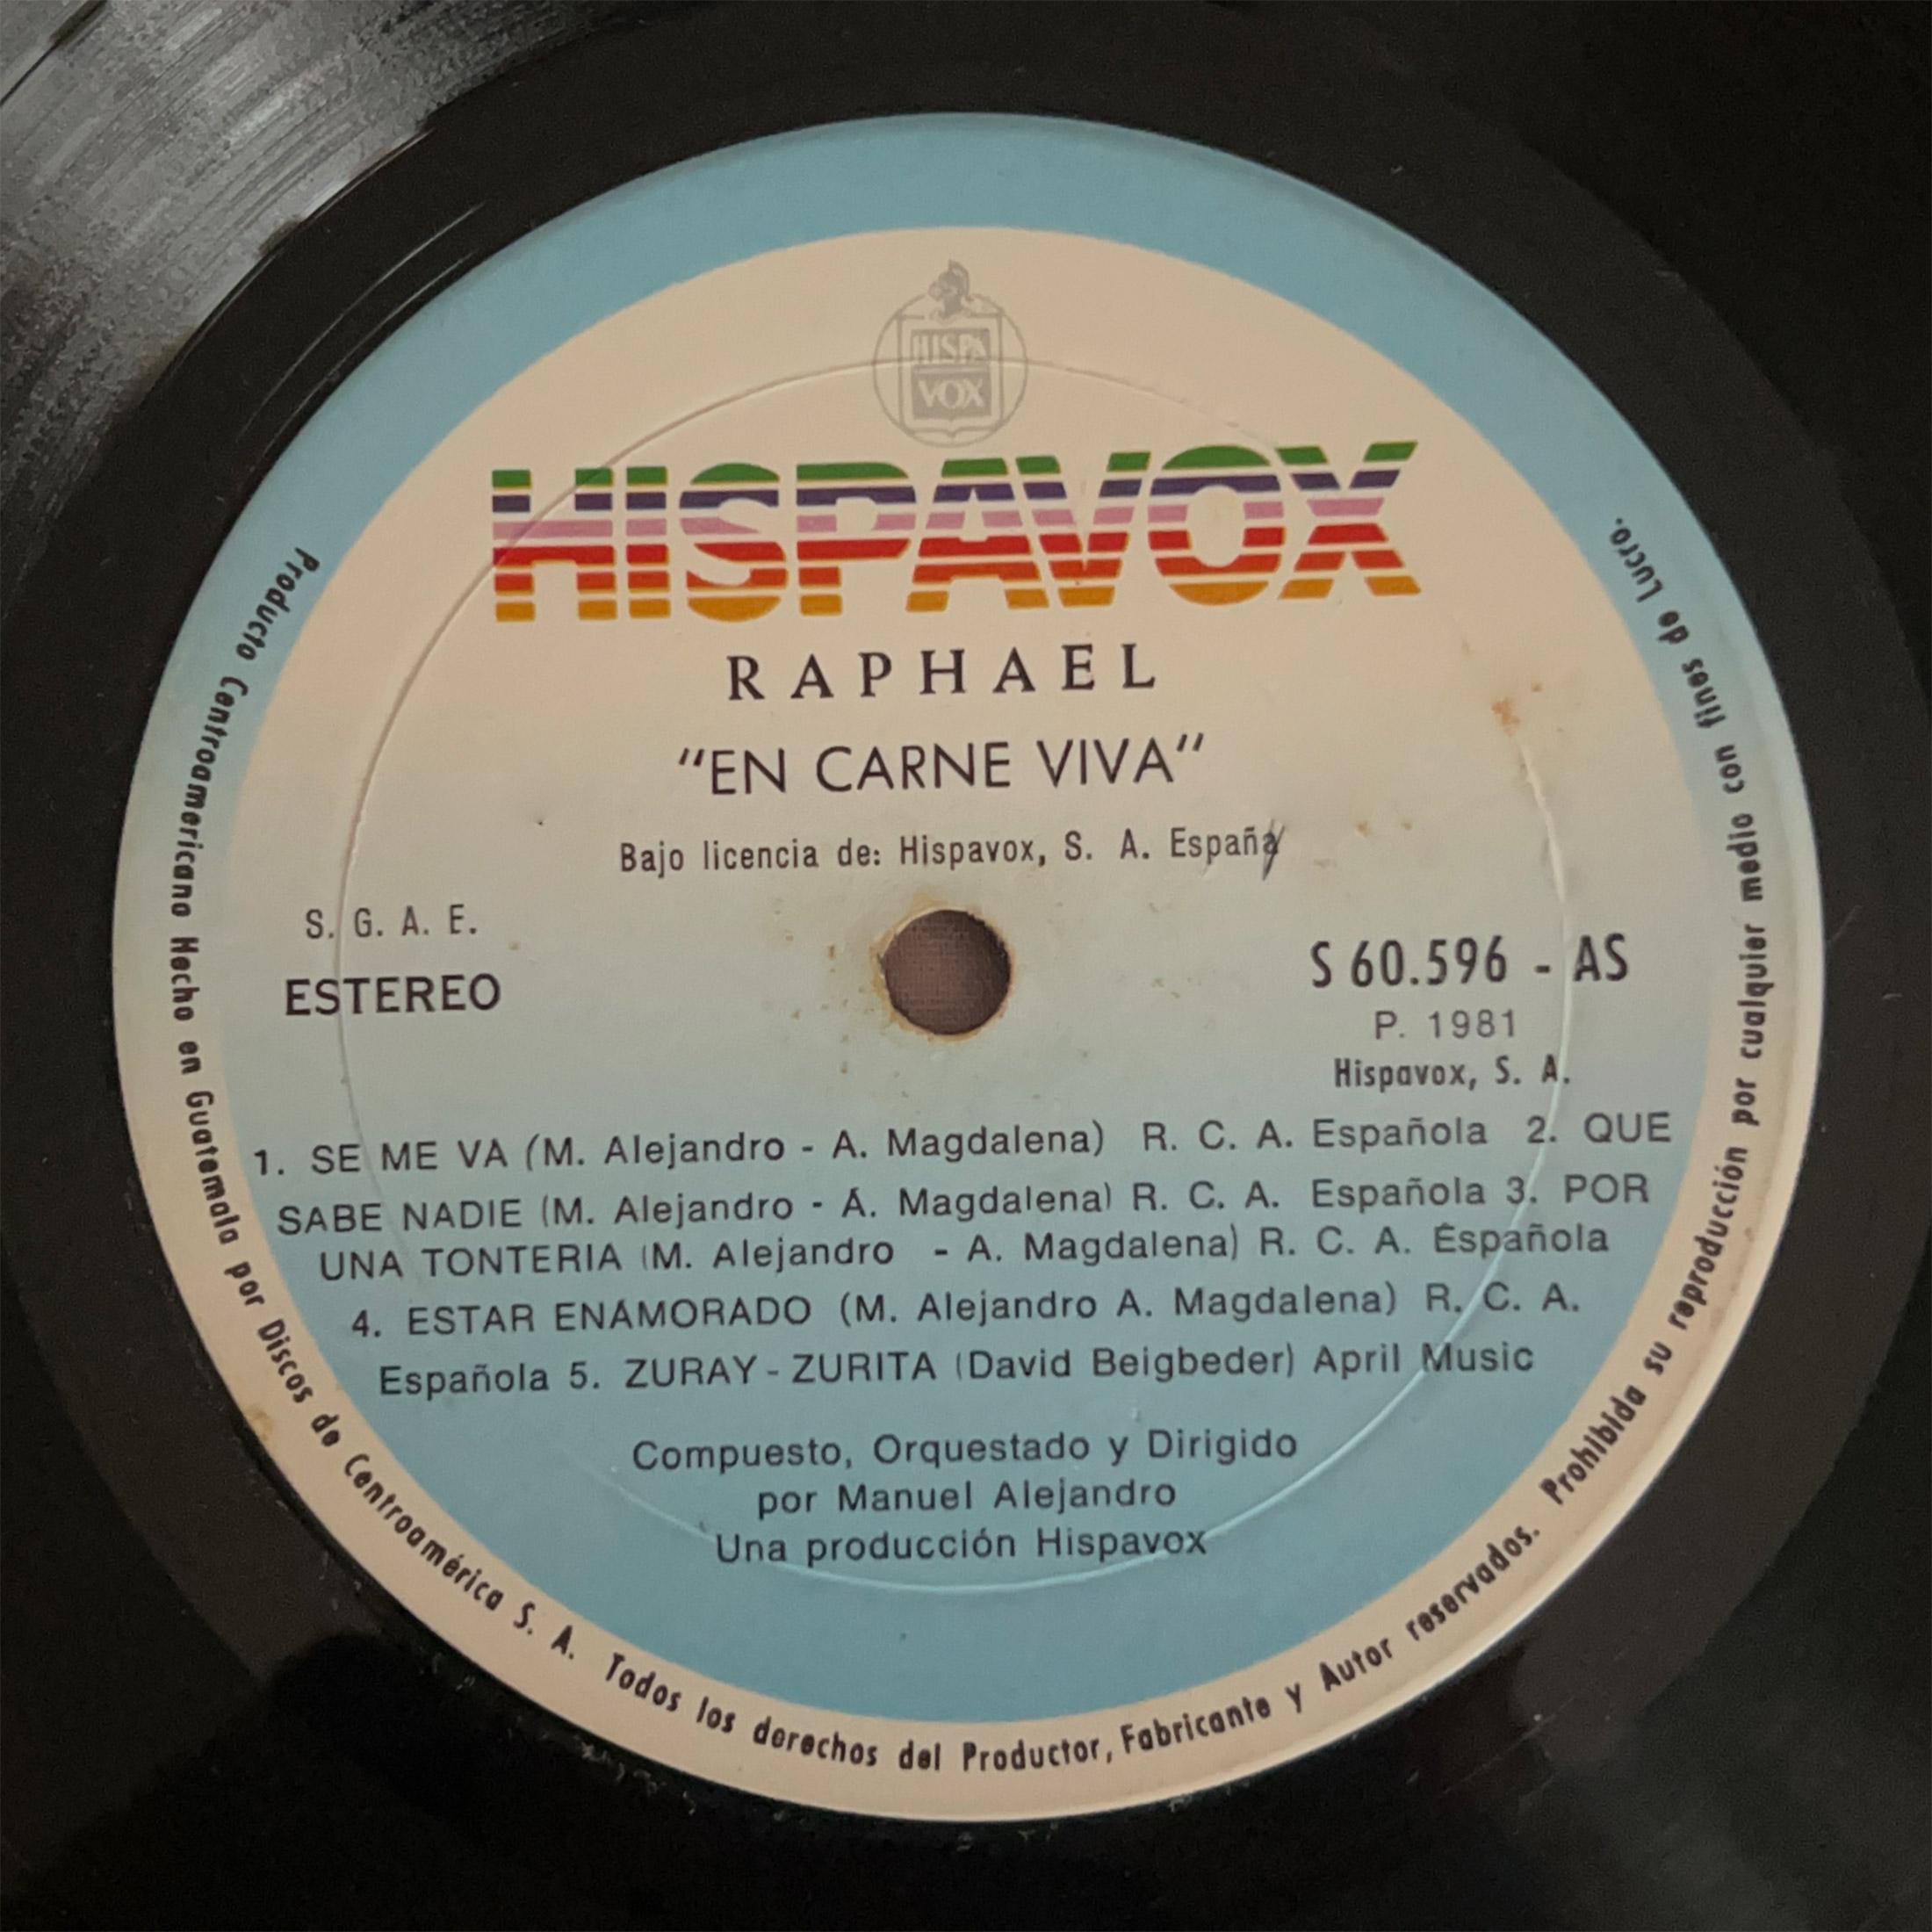 HISPA
VOX
HISPAVOX
RAPHAEL
"EN CARNE VIVA"
Bajo licencia de: Hispavox, S. A. España
S. G. A. E.
ESTEREO
S 60.596 - AS
P. 1981
Hispavox, S. A.
1. SE ME VA (M. Alejandro - A. Magdalena) R. C. A. Española 2. QUE
SABE NADIE (M. Alejandro - A. Magdalena) R. C. A. Española 3. POR
UNA TONTERIA (M. Alejandro - A. Magdalena) R. C. A. Española
4. ESTAR ENAMORADO (M. Alejandro A. Magdalena) R. C. A.
Española 5. ZURAY - ZURITA (David Beigbeder) April Music
Compuesto, Orquestado y Dirigido
por Manuel Alejandro
Una producción Hispavox
Producto Centroamericano Hecho en Guatemala por Discos de Centroamérica S. A. Todos los derechos del Productor, Fabricante y Autor reservados. Prohibida su reproducción por cualquier medio con fines de Lucro.